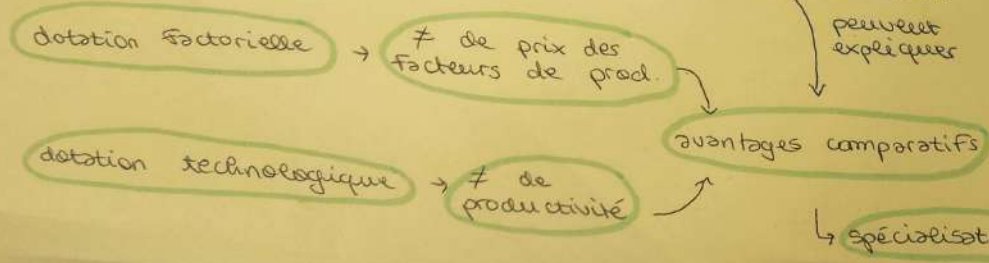 peuvent
expliquer
dotation factorielle → ≠ de prix des
facteurs de prod.
avantages comparatifs
dotation technologique → ≠ de
productivité
↳ spécialisat